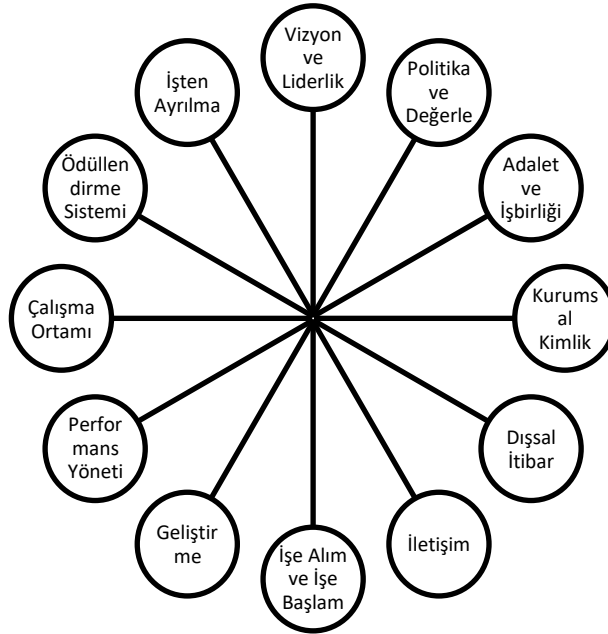 Vizyon
ve
Liderlik
Politika
ve
Değerle
Adalet
ve
İşbirliği
Kurums
al
Kimlik
Dışsal
İtibar
İletişim
İşe Alım
ve İşe
Başlam
Geliştir
me
Perfor
mans
Yöneti
Çalışma
Ortamı
Ödüllen
dirme
Sistemi
İşten
Ayrılma